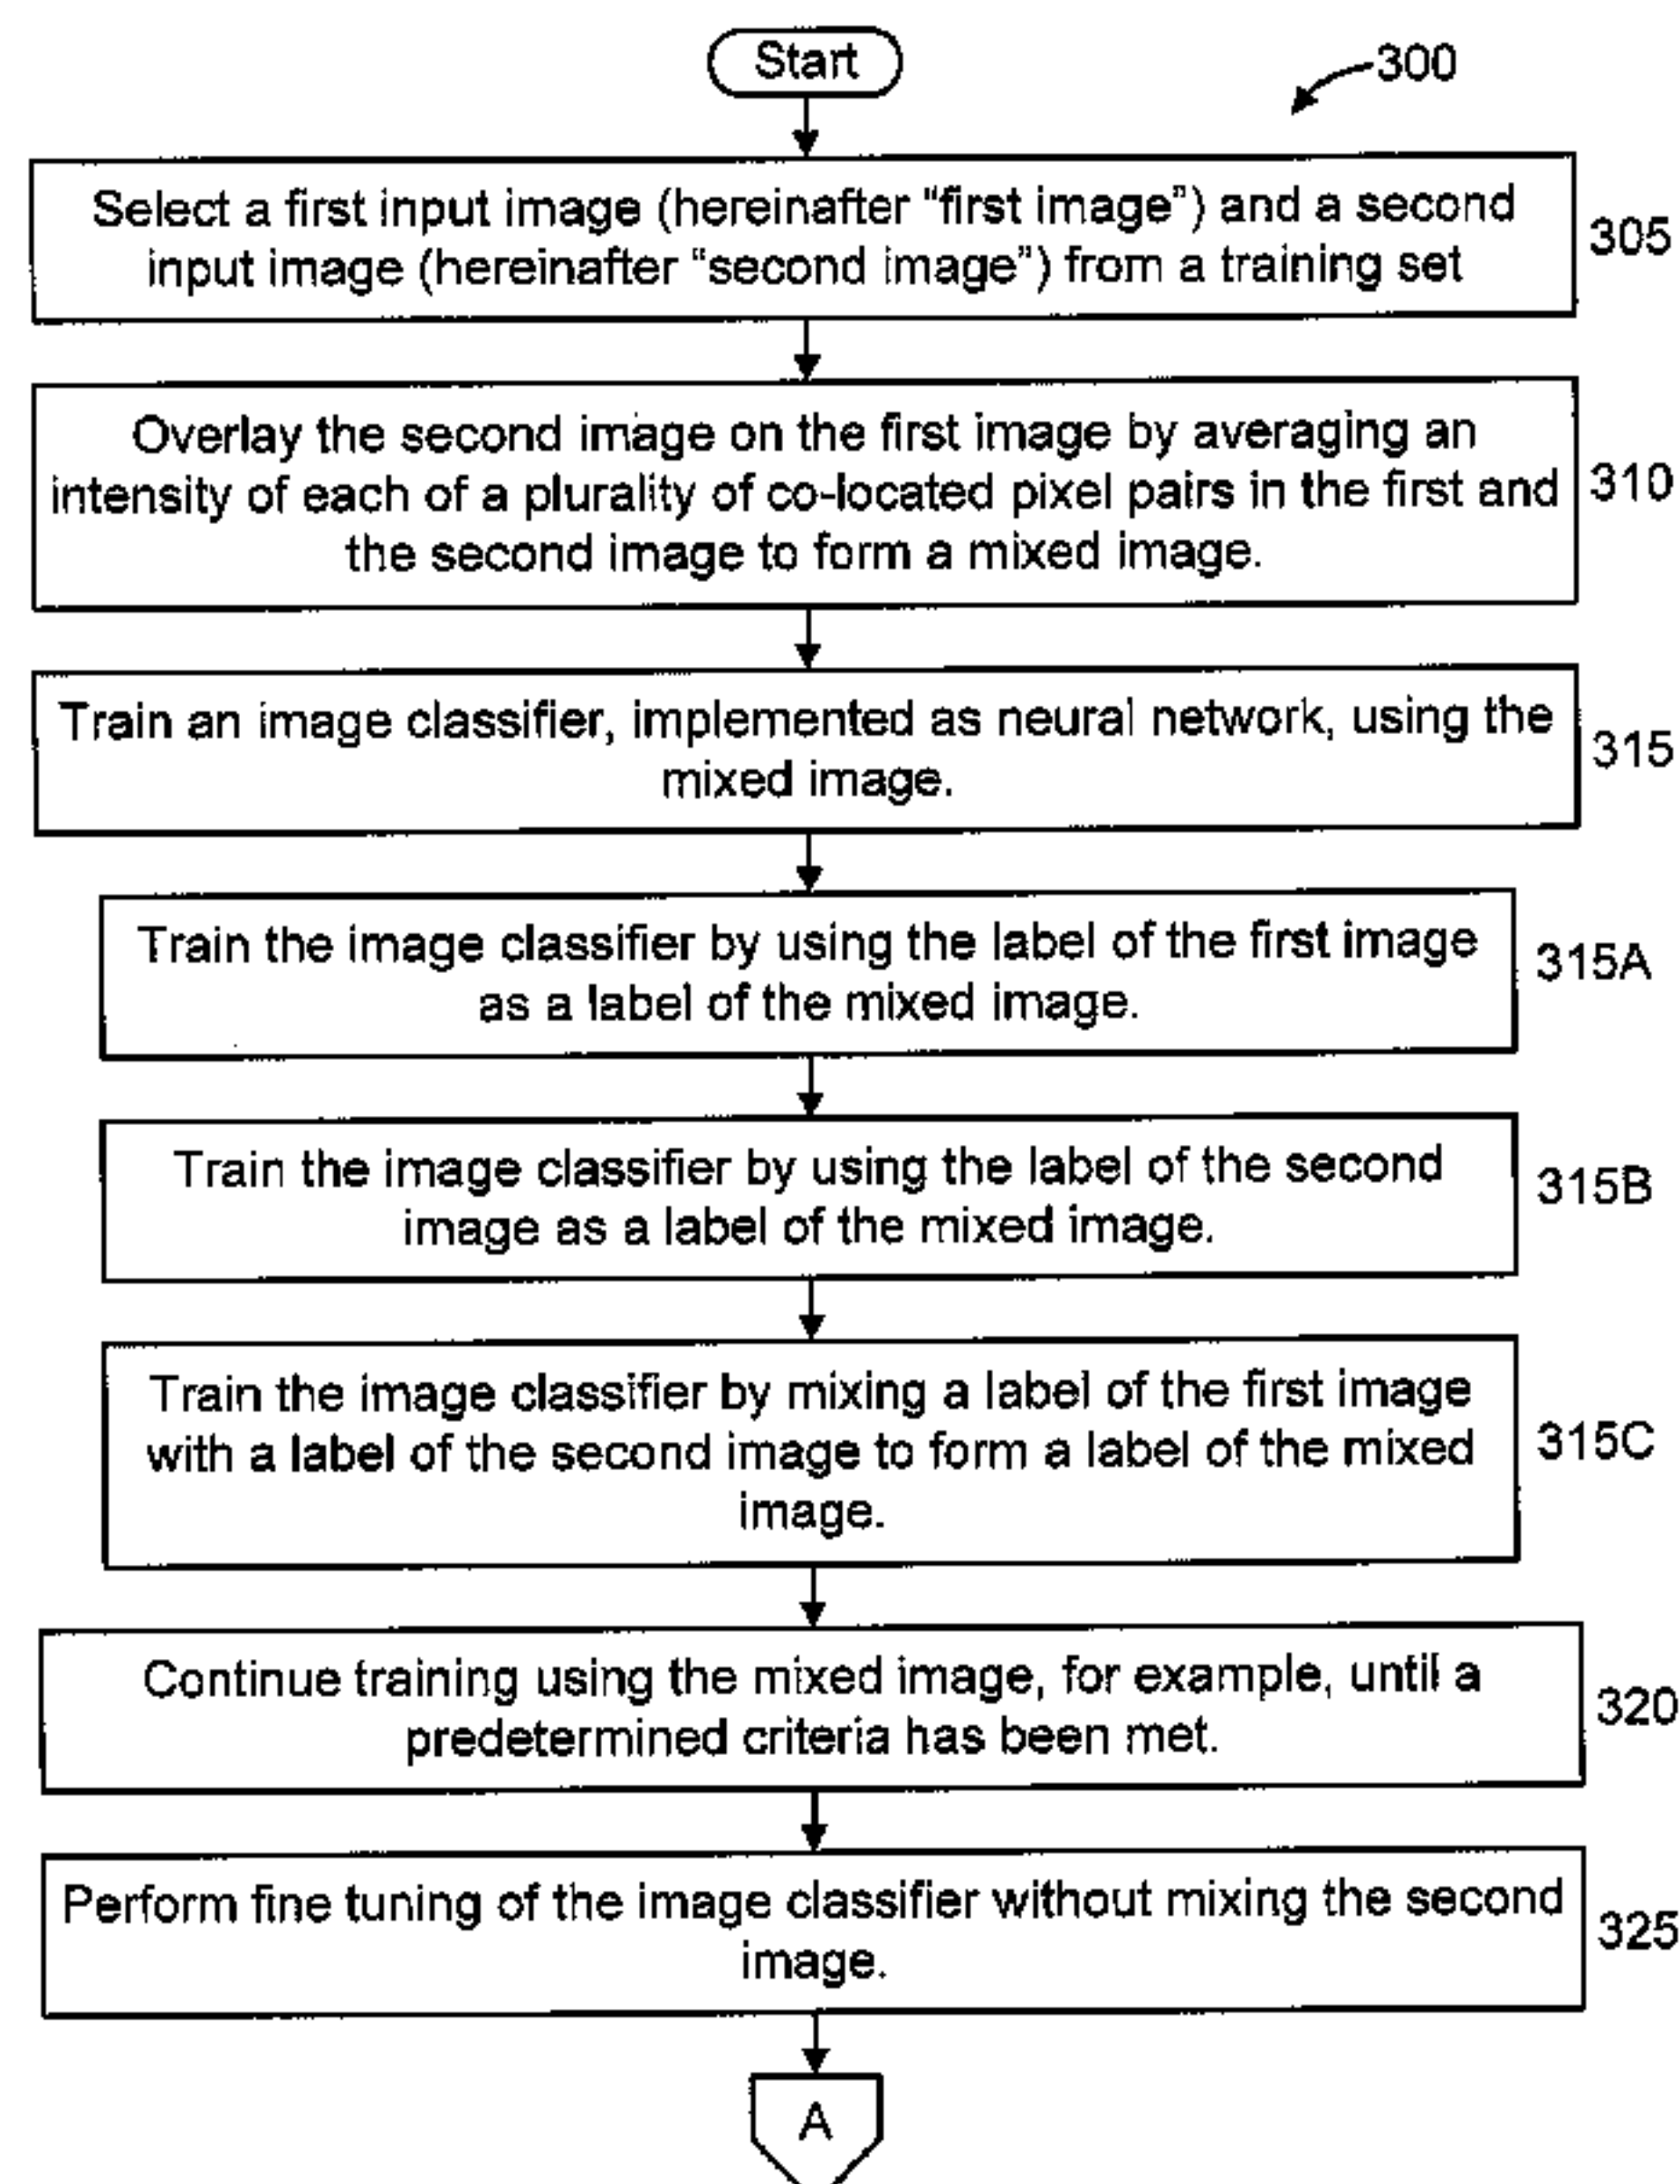 Start
300
Select a first input image (hereinafter "first image") and a second
input image (hereinafter "second image") from a training set
305
Overlay the second image on the first image by averaging an
intensity of each of a plurality of co-located pixel pairs in the first and
the second image to form a mixed image.
310
Train an image classifier, implemented as neural network, using the
mixed image.
315
Train the image classifier by using the label of the first image
as a label of the mixed image.
315A
Train the image classifier by using the label of the second
image as a label of the mixed image.
315B
Train the image classifier by mixing a label of the first image
with a label of the second image to form a label of the mixed
image.
315C
Continue training using the mixed image, for example, until a
predetermined criteria has been met.
320
Perform fine tuning of the image classifier without mixing the second
image.
325
A